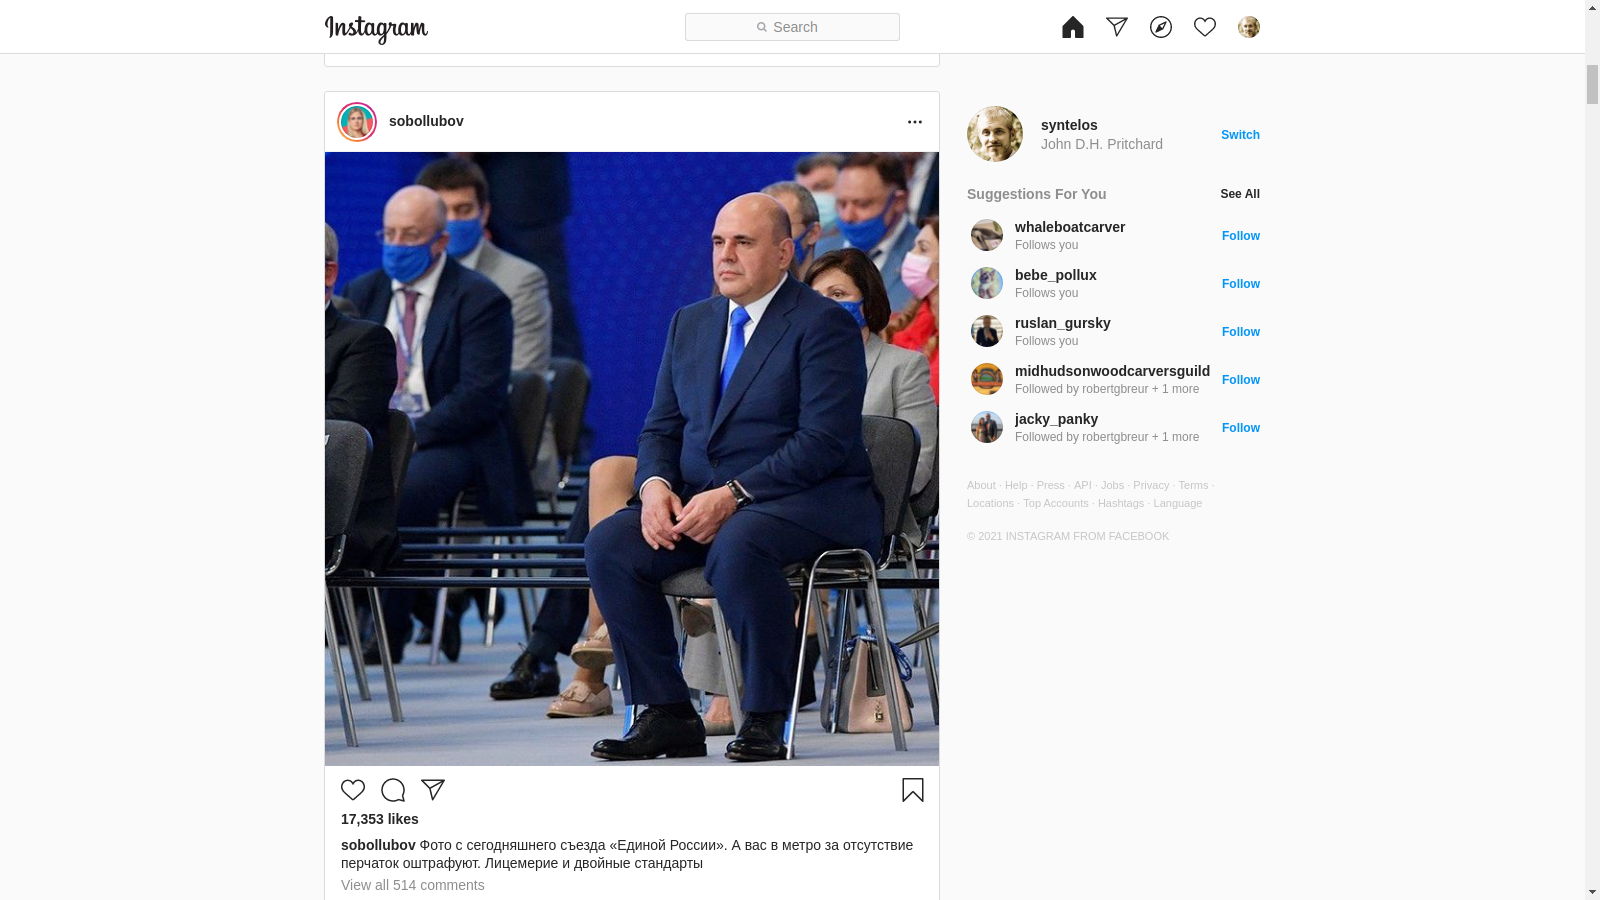 Instagram
Search
sobollubov
syntelos
John D.H. Pritchard
Switch
Suggestions For You
See All
whaleboatcarver
Follows you
Follow
bebe_pollux
Follows you
Follow
ruslan_gursky
Follows you
Follow
midhudsonwoodcarversguild
Followed by robertgbreur + 1 more
Follow
jacky_panky
Followed by robertgbreur + 1 more
Follow
About · Help · Press · API · Jobs · Privacy · Terms ·
Locations · Top Accounts · Hashtags · Language
© 2021 INSTAGRAM FROM FACEBOOK
17,353 likes
sobollubov Фото с сегодняшнего съезда «Единой России». А вас в метро за отсутствие
перчаток оштрафуют. Лицемерие и двойные стандарты
View all 514 comments